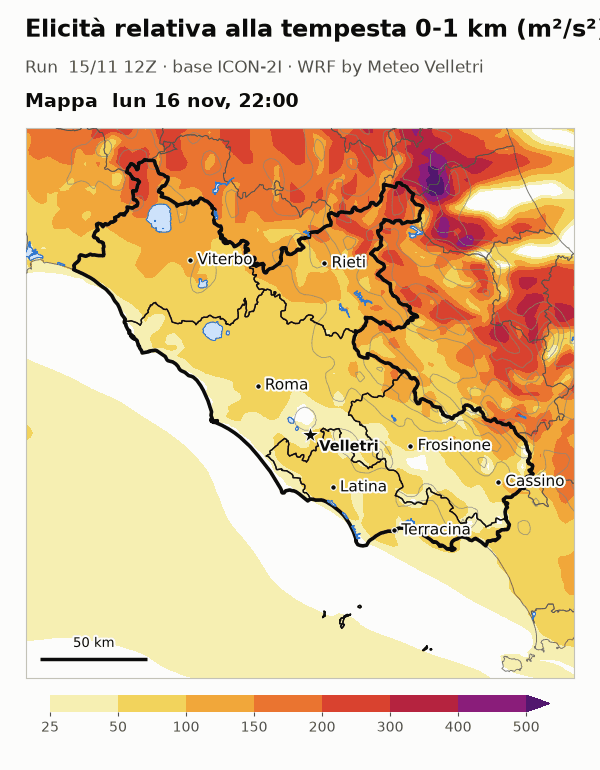 Elicità relativa alla tempesta 0-1 km (m²/s²)
Run  15/11 12Z · base ICON-2I · WRF by Meteo Velletri
Mappa  lun 16 nov, 22:00
Viterbo
Rieti
Roma
Velletri
Frosinone
Cassino
Latina
Terracina
50 km
25 50 100 150 200 300 400 500